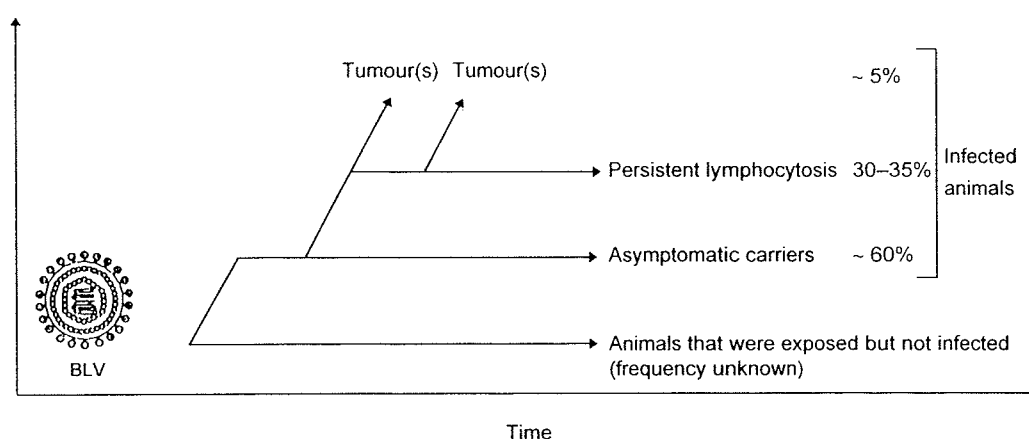 Tumour(s) Tumour(s) ~ 5%
Persistent lymphocytosis 30–35% Infected
animals
Asymptomatic carriers ~ 60%
Animals that were exposed but not infected
(frequency unknown)
BLV
Time